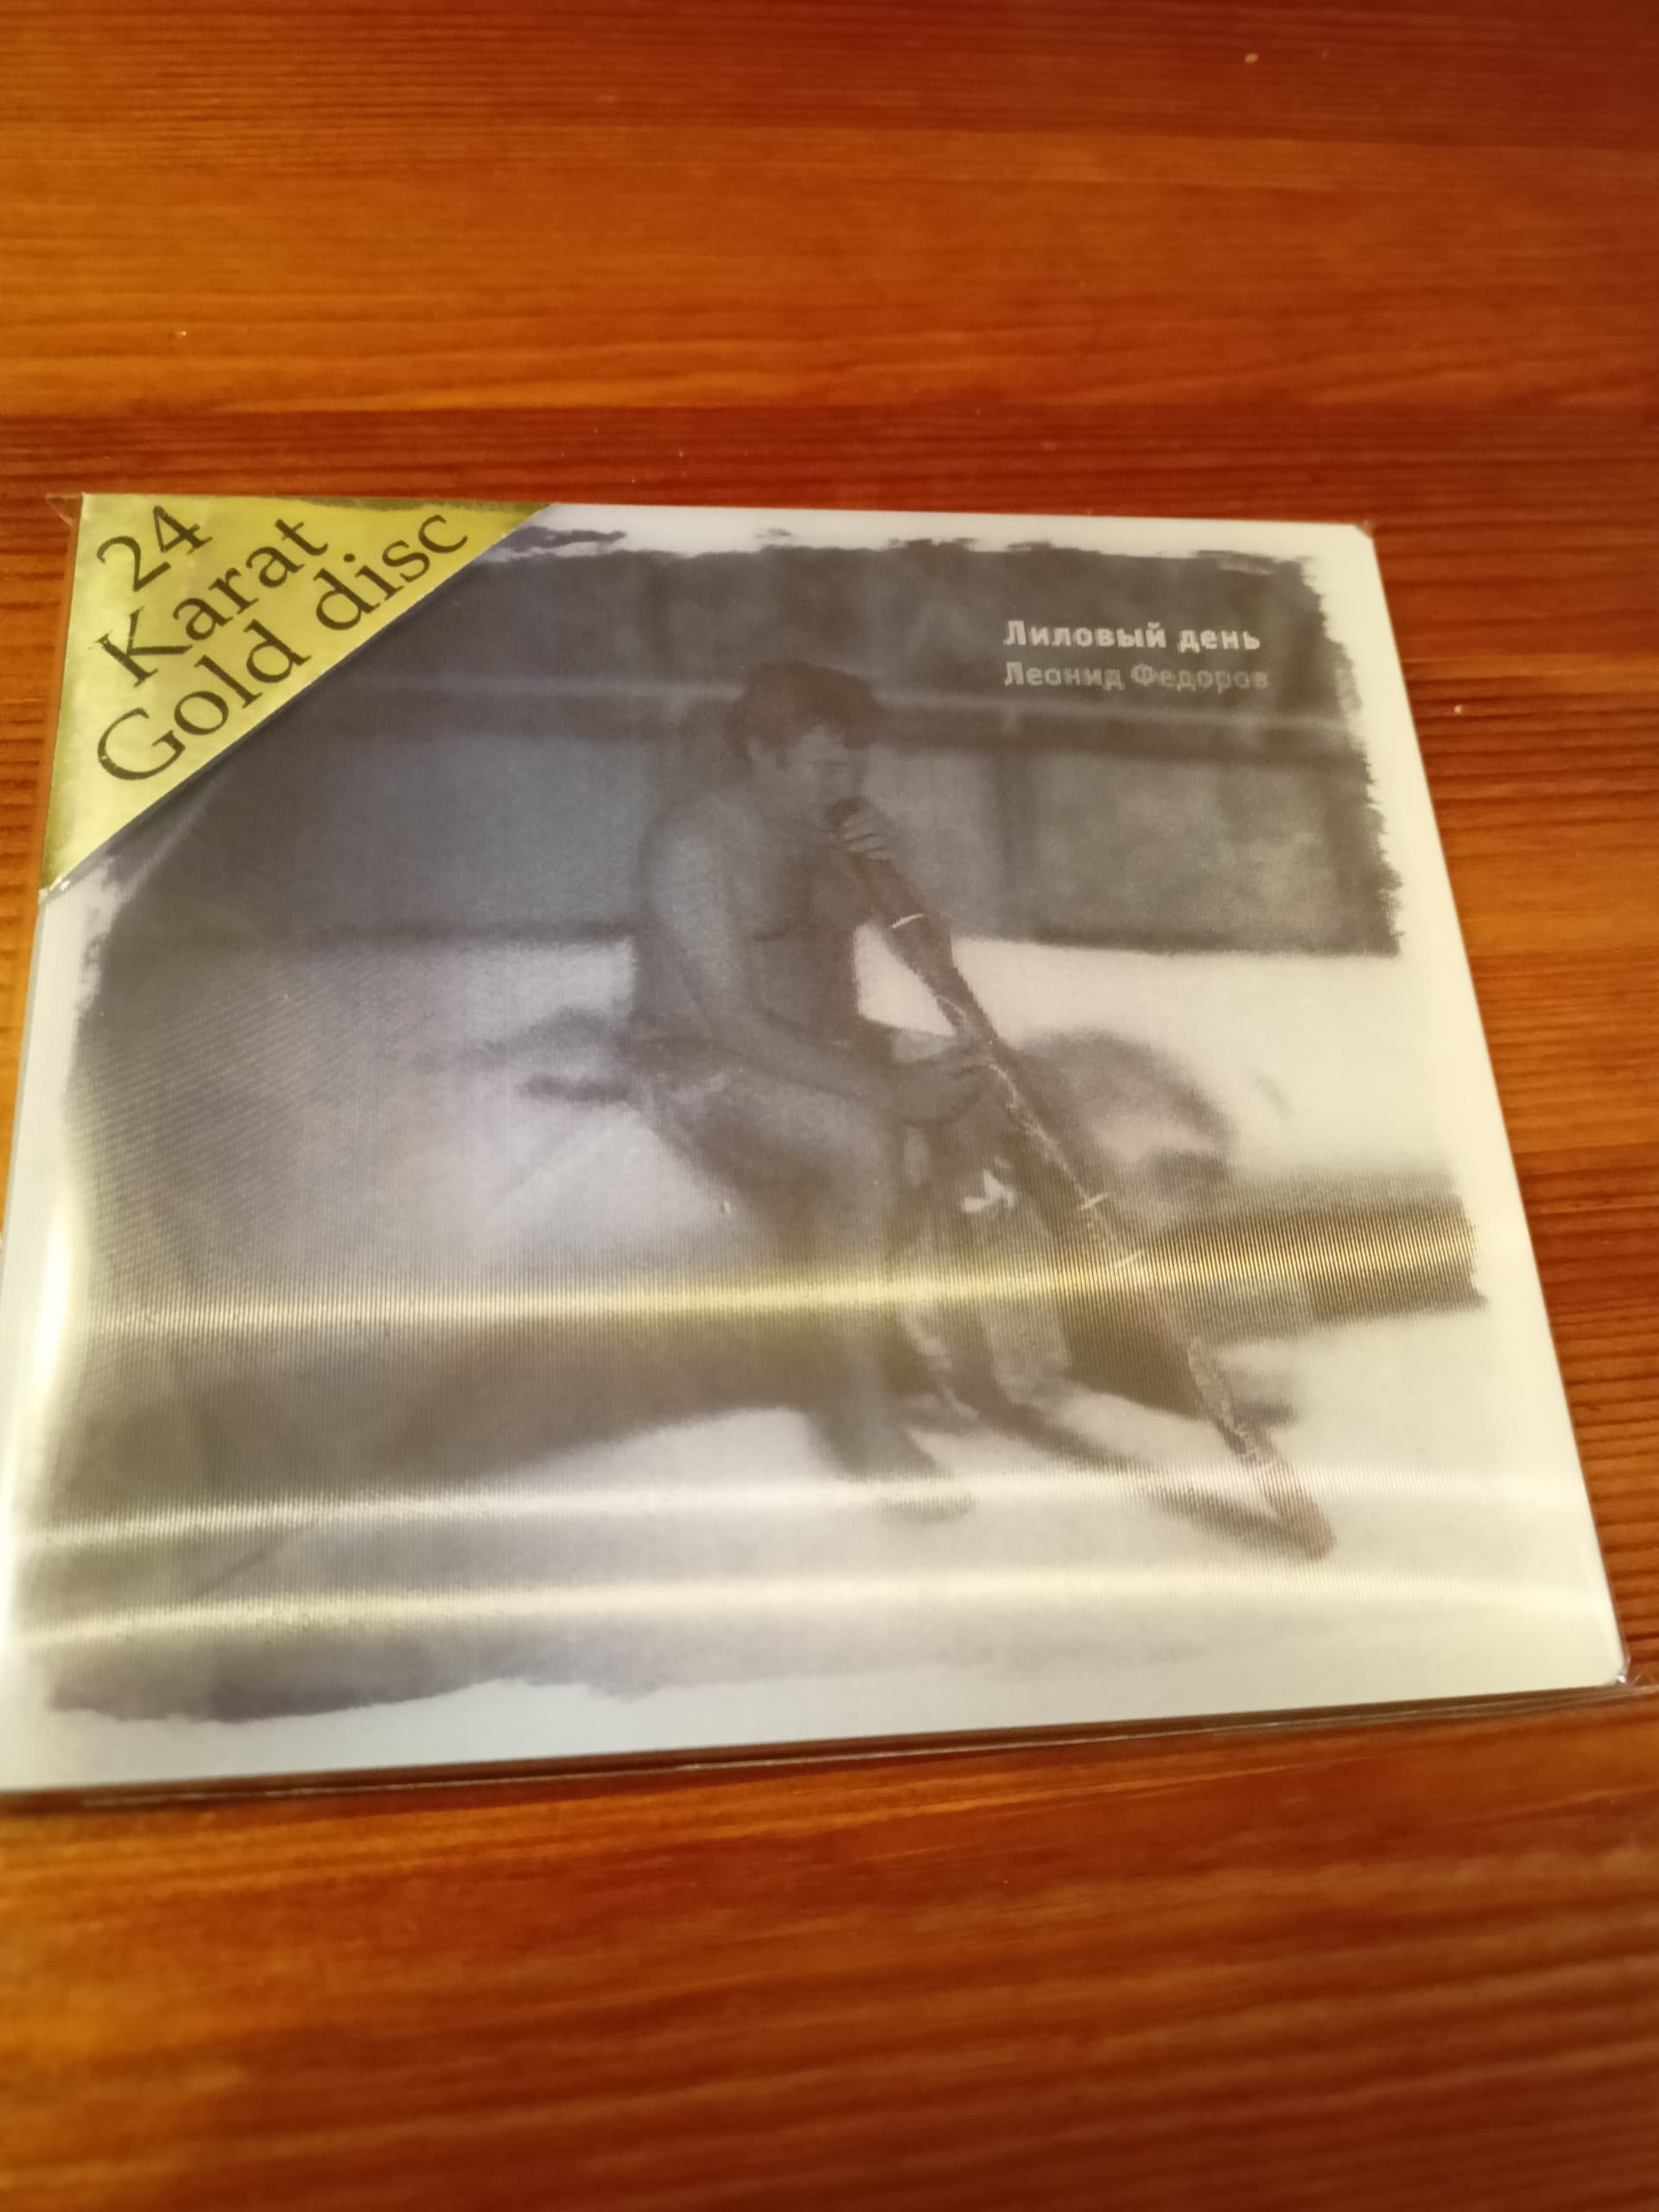 24
Karat
Gold disc
Лиловый день
Леонид Федоров